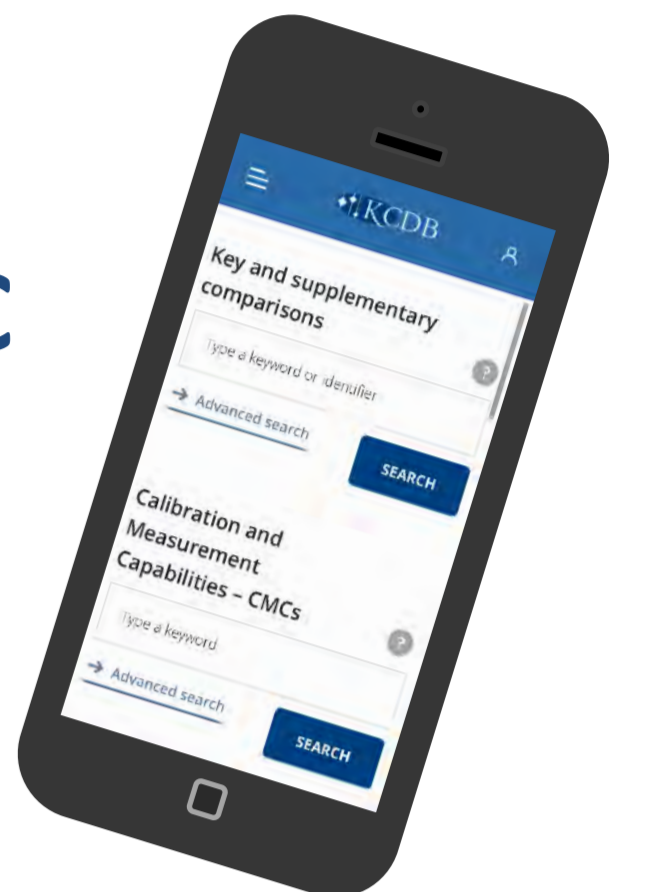 KCDB
Key and supplementary
comparisons
Type a keyword or identifier
?
Advanced search
SEARCH
Calibration and
Measurement
Capabilities – CMCs
?
Type a keyword
Advanced search
SEARCH